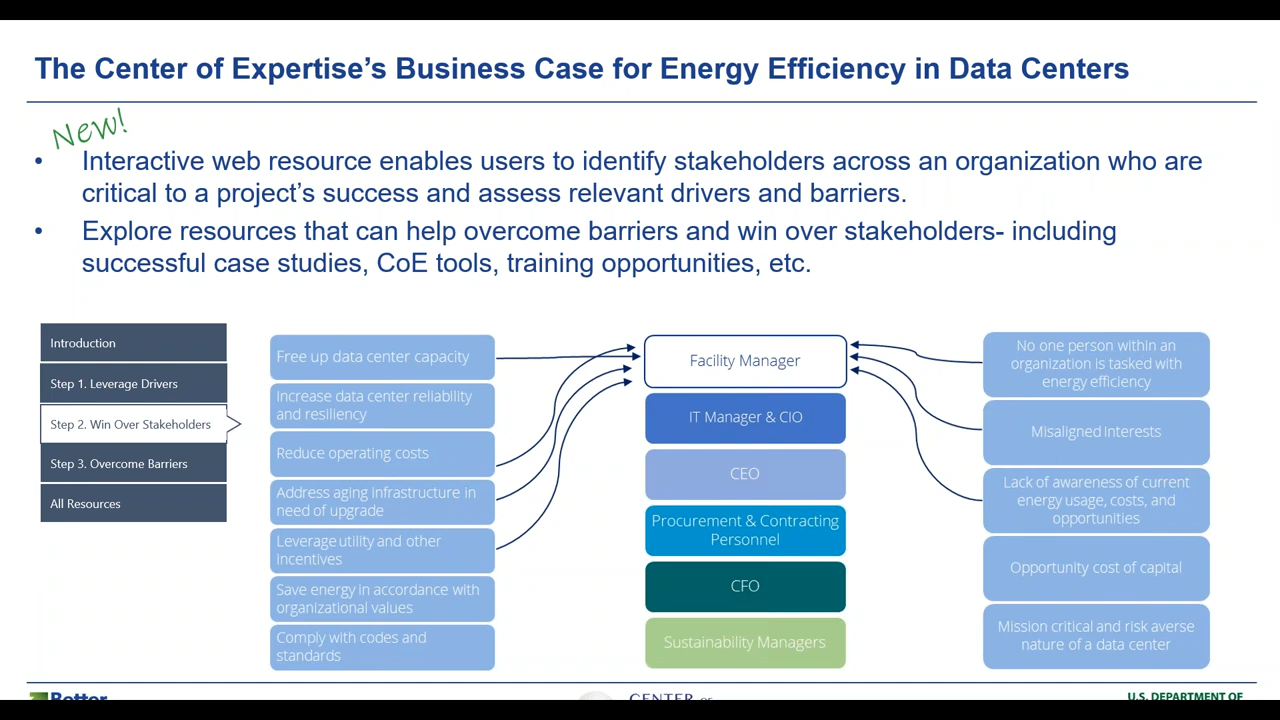 The Center of Expertise's Business Case for Energy Efficiency in Data Centers
New!
• Interactive web resource enables users to identify stakeholders across an organization who are
critical to a project's success and assess relevant drivers and barriers.
• Explore resources that can help overcome barriers and win over stakeholders- including
successful case studies, CoE tools, training opportunities, etc.
Introduction
Step 1. Leverage Drivers
Step 2. Win Over Stakeholders
Step 3. Overcome Barriers
All Resources
Free up data center capacity
Increase data center reliability
and resiliency
Reduce operating costs
Address aging infrastructure in
need of upgrade
Leverage utility and other
incentives
Save energy in accordance with
organizational values
Comply with codes and
standards
Facility Manager
IT Manager & CIO
CEO
Procurement & Contracting
Personnel
CFO
Sustainability Managers
No one person within an
organization is tasked with
energy efficiency
Misaligned Interests
Lack of awareness of current
energy usage, costs, and
opportunities
Opportunity cost of capital
Mission critical and risk averse
nature of a data center
Better
CENTER OF
U.S. DEPARTMENT OF